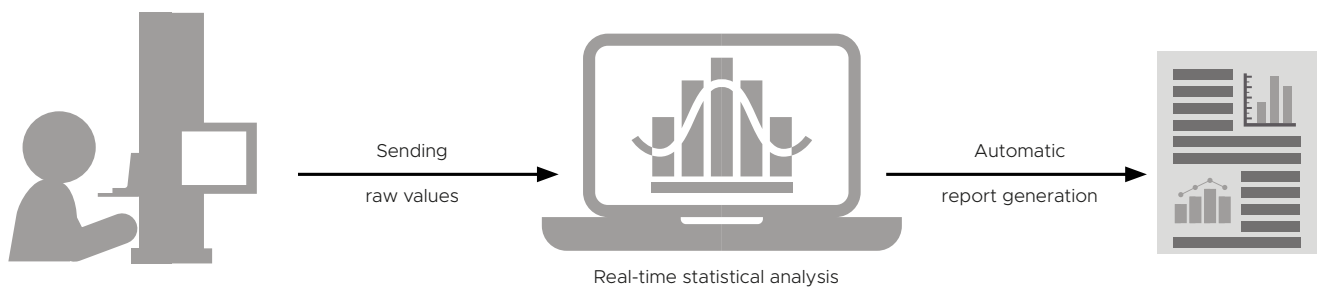 Sending
raw values
Real-time statistical analysis
Automatic
report generation